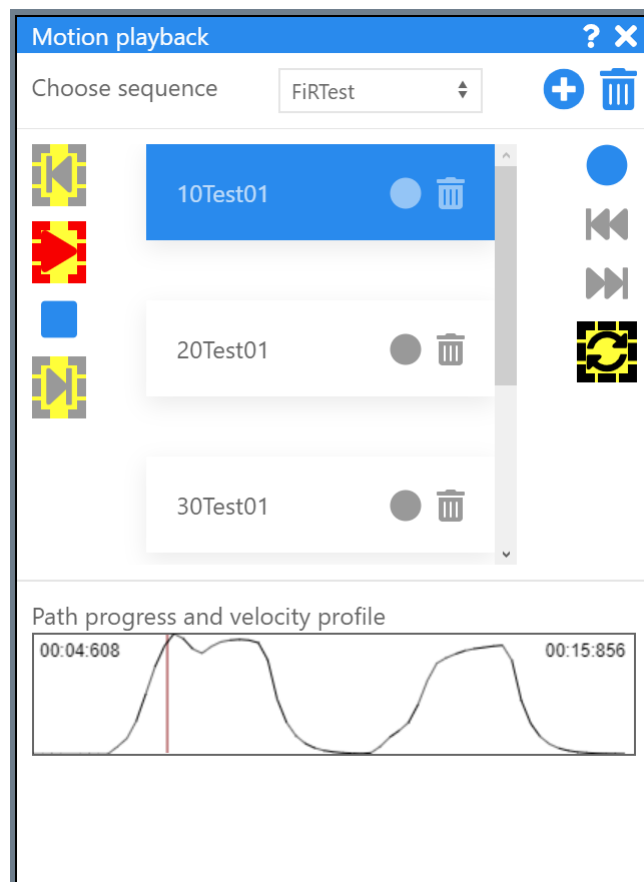 Motion playback ?
Choose sequence FiRTest
10Test01
20Test01
30Test01
Path progress and velocity profile
00:04:608 00:15:856